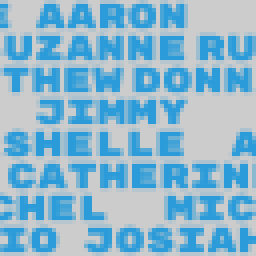 E AARON
UZANNE RU
THEW DONN
JIMMY
SHELLE A
CATHERIN
CHEL MIC
IO JOSIAH